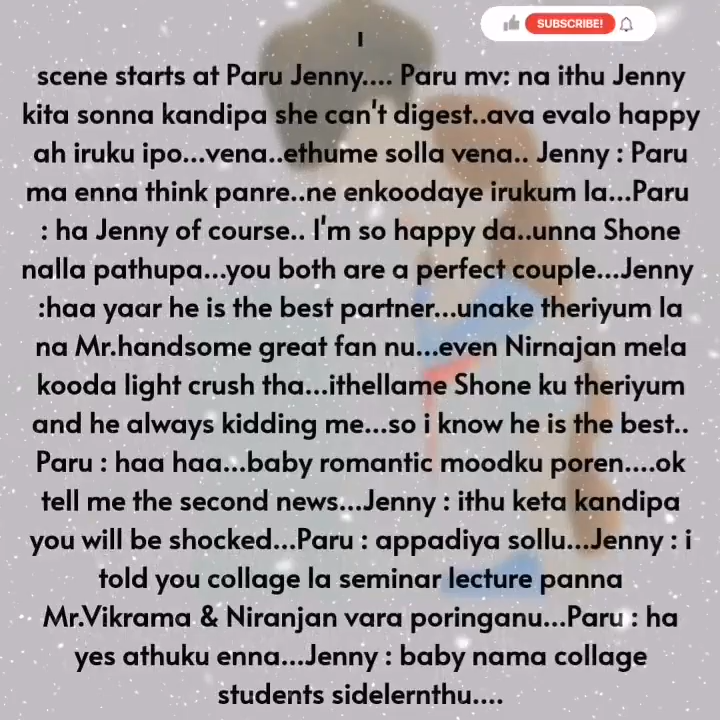 SUBSCRIBE!
I
scene starts at Paru Jenny.... Paru mv: na ithu Jenny
kita sonna kandipa she can't digest..ava evalo happy
ah iruku ipo...vena..ethume solla vena.. Jenny : Paru
ma enna think panre..ne enkoodaye irukum la...Paru
: ha Jenny of course.. I'm so happy da..unna Shone
nalla pathupa...you both are a perfect couple...Jenny
:haa yaar he is the best partner...unake theriyum la
na Mr.handsome great fan nu...even Nirnajan mela
kooda light crush tha...ithellame Shone ku theriyum
and he always kidding me...so i know he is the best..
Paru : haa haa...baby romantic moodku poren....ok
tell me the second news...Jenny : ithu keta kandipa
you will be shocked...Paru : appadiya sollu...Jenny : i
told you collage la seminar lecture panna
Mr.Vikrama & Niranjan vara poringanu...Paru : ha
yes athuku enna...Jenny : baby nama collage
students sidelernthu....